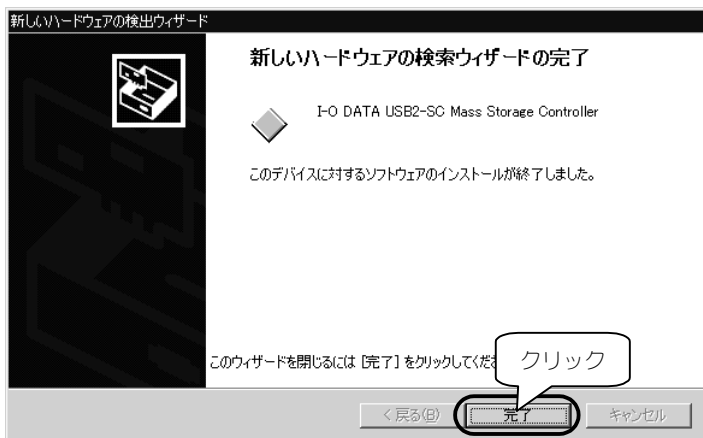 新しいハードウェアの検出ウィザード
新しいハードウェアの検索ウィザードの完了
I-O DATA USB2-SC Mass Storage Controller
このデバイスに対するソフトウェアのインストールが終了しました。
このウィザードを閉じるには [完了] をクリックしてくだ
クリック
< 戻る(B)
完了
キャンセル